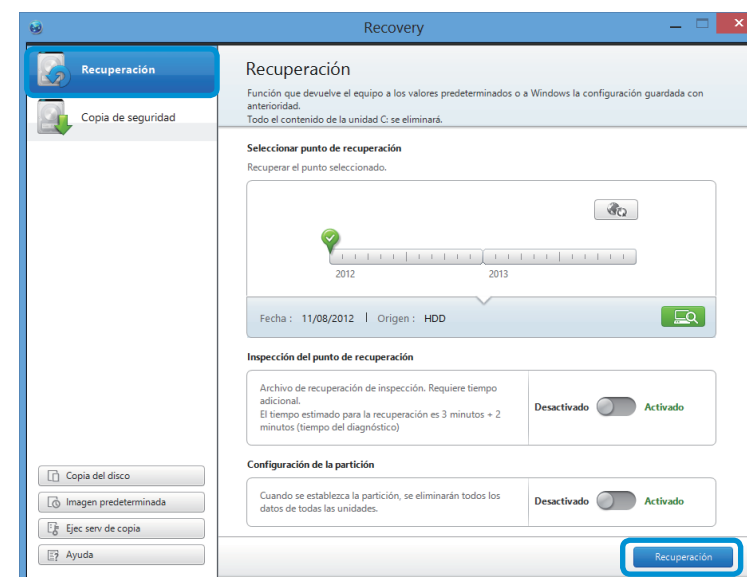 Recovery
Recuperación
Copia de seguridad
Recuperación
Función que devuelve el equipo a los valores predeterminados o a Windows la configuración guardada con
anterioridad.
Todo el contenido de la unidad C: se eliminará.
Seleccionar punto de recuperación
Recuperar el punto seleccionado.
2012 2013
Fecha : 11/08/2012 | Origen : HDD
Inspección del punto de recuperación
Archivo de recuperación de inspección. Requiere tiempo
adicional.
El tiempo estimado para la recuperación es 3 minutos + 2
minutos (tiempo del diagnóstico)
Desactivado Activado
Configuración de la partición
Cuando se establezca la partición, se eliminarán todos los
datos de todas las unidades.
Desactivado Activado
Copia del disco
Imagen predeterminada
Ejec serv de copia
Ayuda
Recuperación